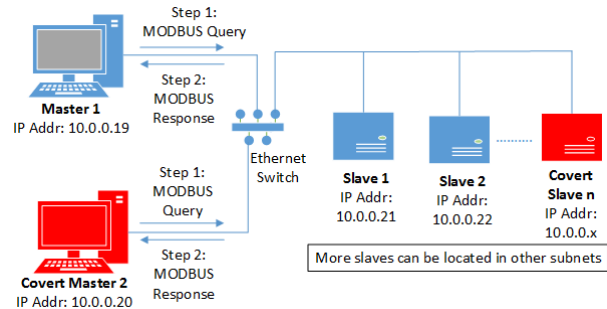 Step 1:
MODBUS Query
Step 2:
MODBUS
Response
Master 1
IP Addr: 10.0.0.19
Ethernet
Switch
Step 1:
MODBUS
Query
Step 2:
MODBUS
Response
Covert Master 2
IP Addr: 10.0.0.20
Slave 1
IP Addr:
10.0.0.21
Slave 2
IP Addr:
10.0.0.22
Covert
Slave n
IP Addr:
10.0.0.x
More slaves can be located in other subnets